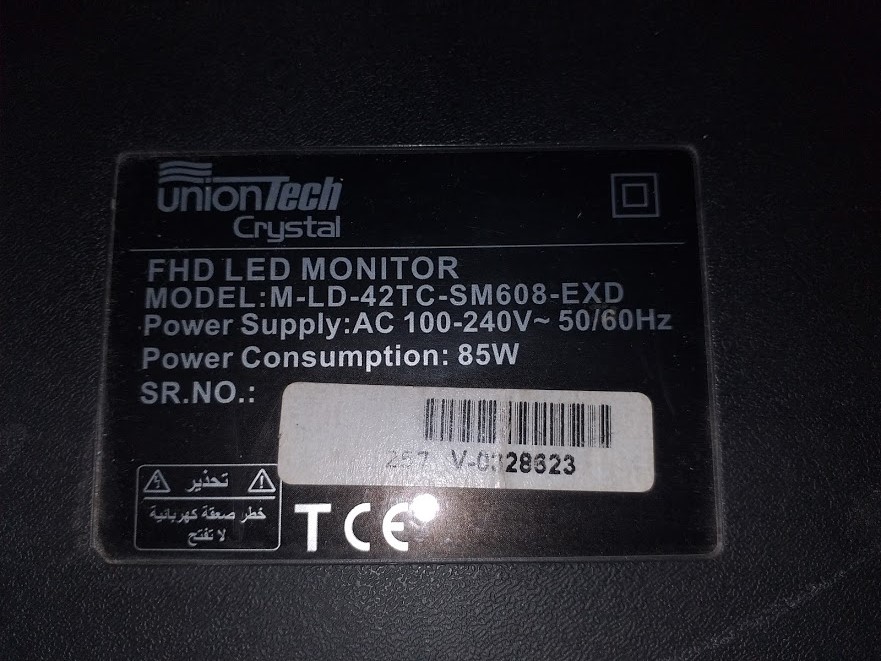 unionTech
Crystal
FHD LED MONITOR
MODEL:M-LD-42TC-SM608-EXD
Power Supply:AC 100-240V~ 50/60Hz
Power Consumption: 85W
SR.NO.:
257 V-0328623
تحذير
خطر صعقة كهربائية
لا تفتح
T CE